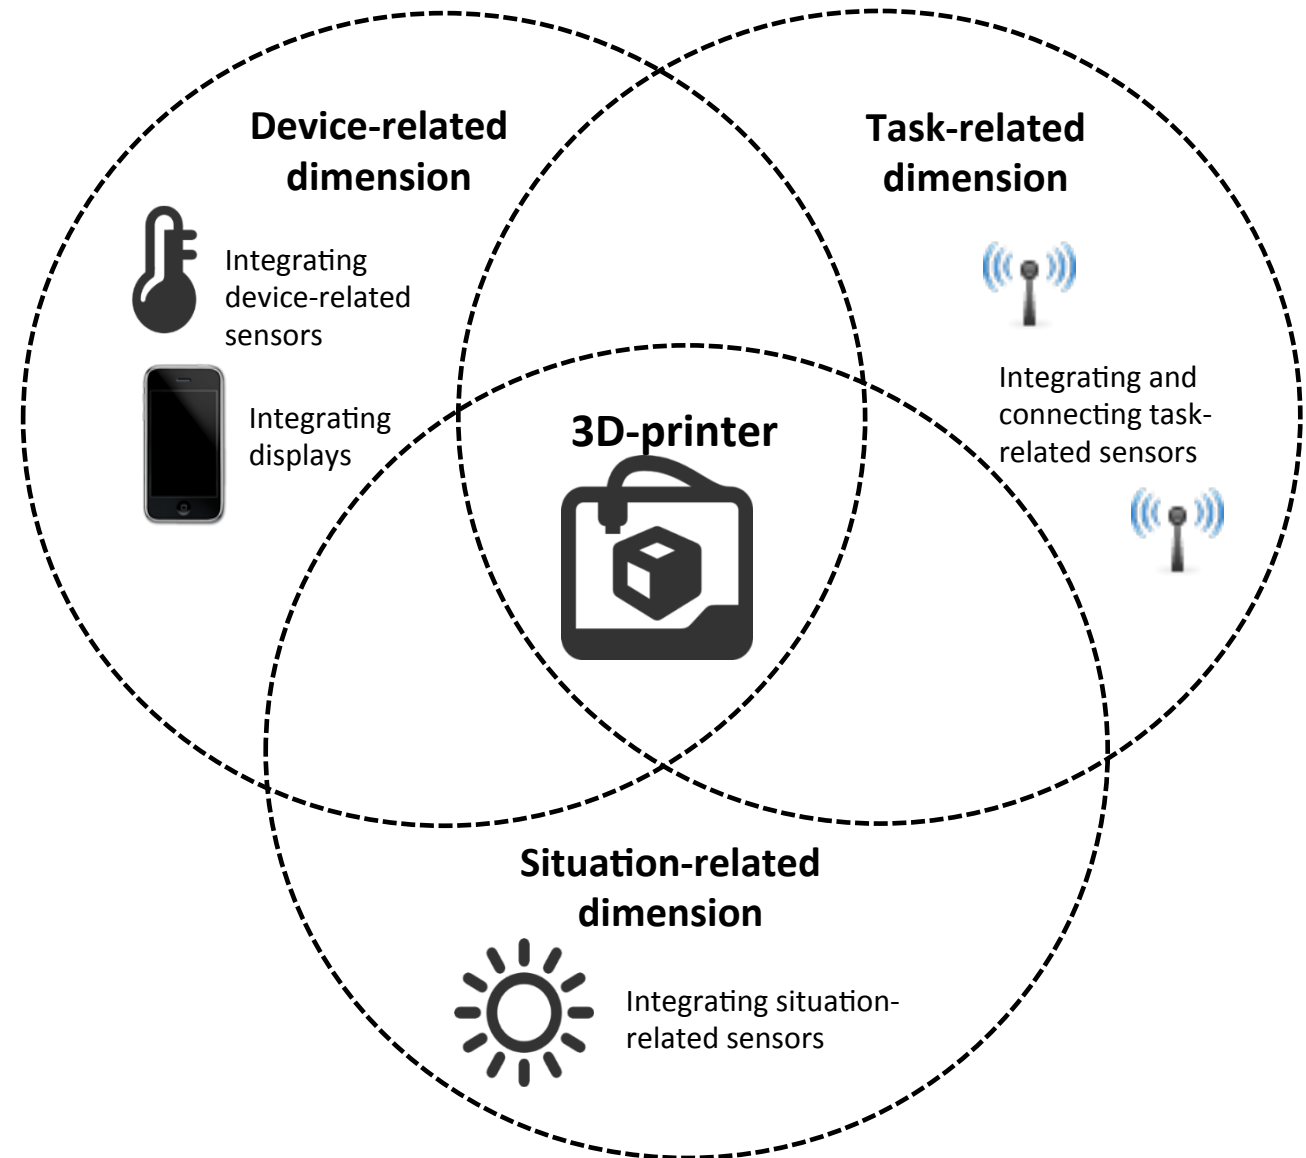 Device-related
dimension
Integrating
device-related
sensors
Integrating
displays
Task-related
dimension
Integrating and
connecting task-
related sensors
3D-printer
Situation-related
dimension
Integrating situation-
related sensors